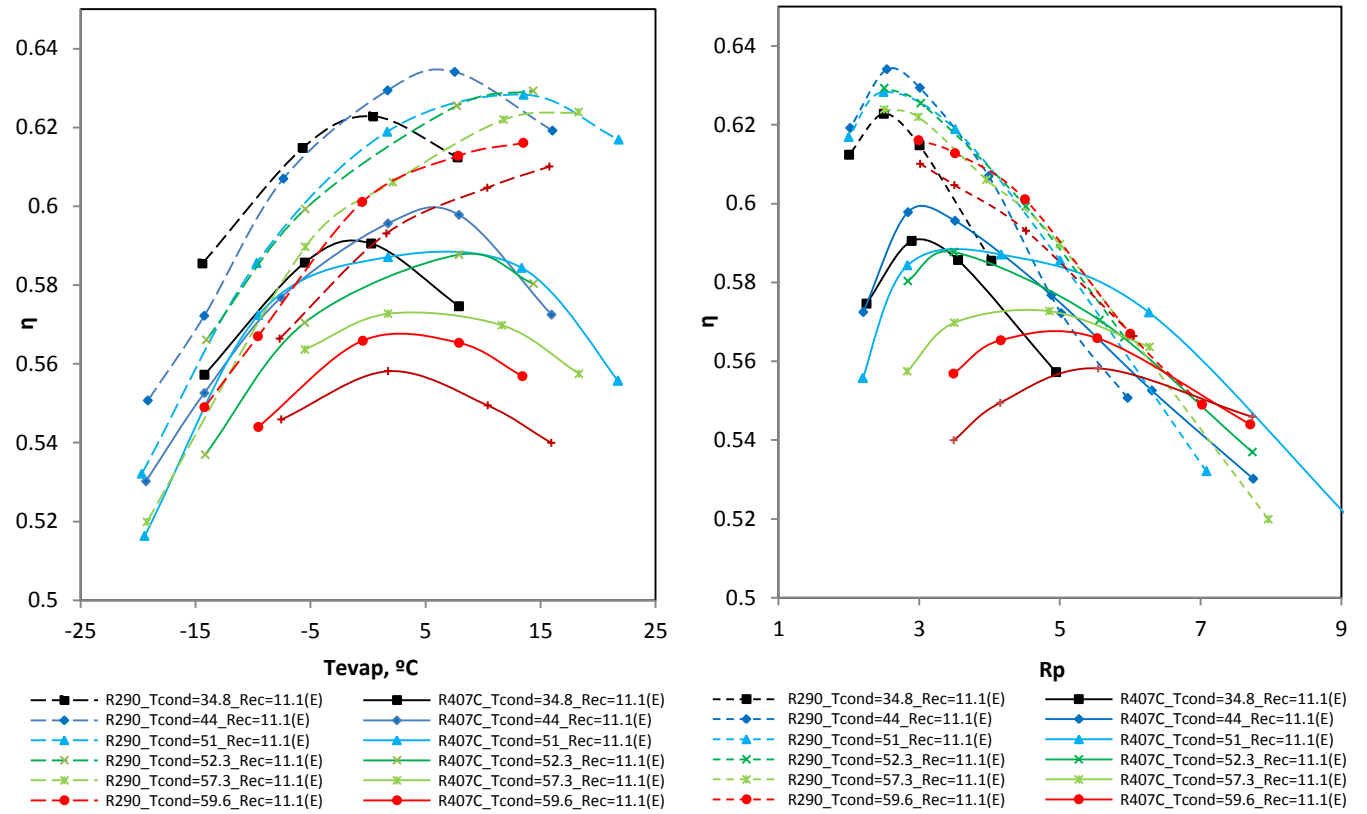 0.64
0.62
0.6
0.58
0.56
0.54
0.52
0.5
η
-25 -15 -5 5 15 25
Tevap, ºC
R290_Tcond=34.8_Rec=11.1(E) R407C_Tcond=34.8_Rec=11.1(E)
R290_Tcond=44_Rec=11.1(E) R407C_Tcond=44_Rec=11.1(E)
R290_Tcond=51_Rec=11.1(E) R407C_Tcond=51_Rec=11.1(E)
R290_Tcond=52.3_Rec=11.1(E) R407C_Tcond=52.3_Rec=11.1(E)
R290_Tcond=57.3_Rec=11.1(E) R407C_Tcond=57.3_Rec=11.1(E)
R290_Tcond=59.6_Rec=11.1(E) R407C_Tcond=59.6_Rec=11.1(E)
0.64
0.62
0.6
0.58
0.56
0.54
0.52
0.5
η
1 3 5 7 9
Rp
R290_Tcond=34.8_Rec=11.1(E) R407C_Tcond=34.8_Rec=11.1(E)
R290_Tcond=44_Rec=11.1(E) R407C_Tcond=44_Rec=11.1(E)
R290_Tcond=51_Rec=11.1(E) R407C_Tcond=51_Rec=11.1(E)
R290_Tcond=52.3_Rec=11.1(E) R407C_Tcond=52.3_Rec=11.1(E)
R290_Tcond=57.3_Rec=11.1(E) R407C_Tcond=57.3_Rec=11.1(E)
R290_Tcond=59.6_Rec=11.1(E) R407C_Tcond=59.6_Rec=11.1(E)